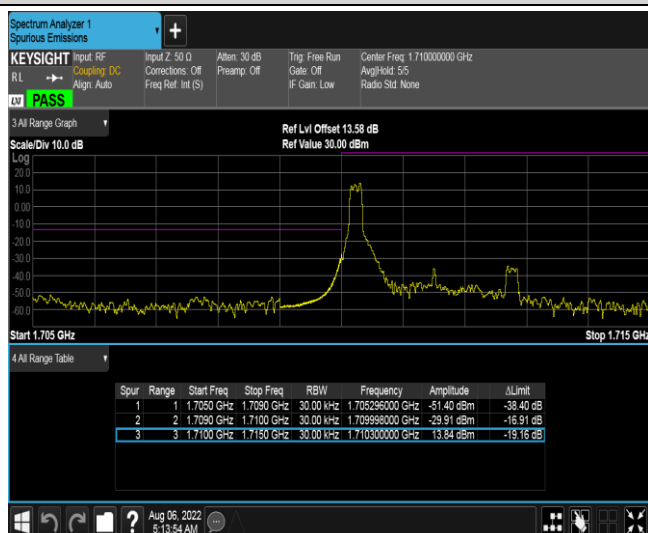 Spectrum Analyzer 1
Spurious Emissions
+
KEYSIGHT Input: RF Input Z: 50 Ω Atten: 30 dB Trig: Free Run Center Freq: 1.710000000 GHz
RL Coupling: DC Corrections: Off Preamp: Off Gate: Off Avg|Hold: 5/5
Align: Auto Freq Ref: Int (S) IF Gain: Low Radio Std: None
LXI PASS
3 All Range Graph
Ref Lvl Offset 13.58 dB
Scale/Div 10.0 dB Ref Value 30.00 dBm
Log
20.0
10.0
0.00
-10.0
-20.0
-30.0
-40.0
-50.0
-60.0
Start 1.705 GHz Stop 1.715 GHz
4 All Range Table
Spur Range Start Freq Stop Freq RBW Frequency Amplitude ΔLimit
1 1 1.7050 GHz 1.7090 GHz 30.00 kHz 1.705296000 GHz -51.40 dBm -38.40 dB
2 2 1.7090 GHz 1.7100 GHz 30.00 kHz 1.709998000 GHz -29.91 dBm -16.91 dB
3 3 1.7100 GHz 1.7150 GHz 30.00 kHz 1.710300000 GHz 13.84 dBm -19.16 dB
? Aug 06, 2022
5:13:54 AM